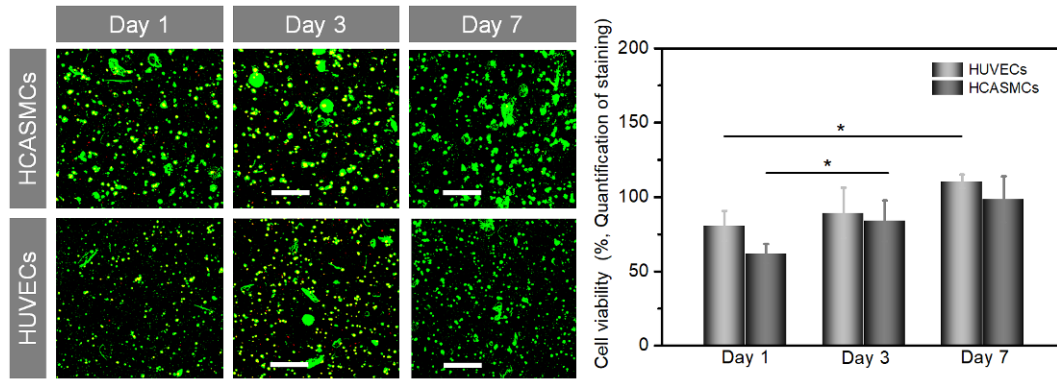 Day 1
Day 3
Day 7
HCASMCs
HUVECs
Cell viability (%, Quantification of staining)
200
150
100
50
0
HUVECs
HCASMCs
*
*
Day 1
Day 3
Day 7